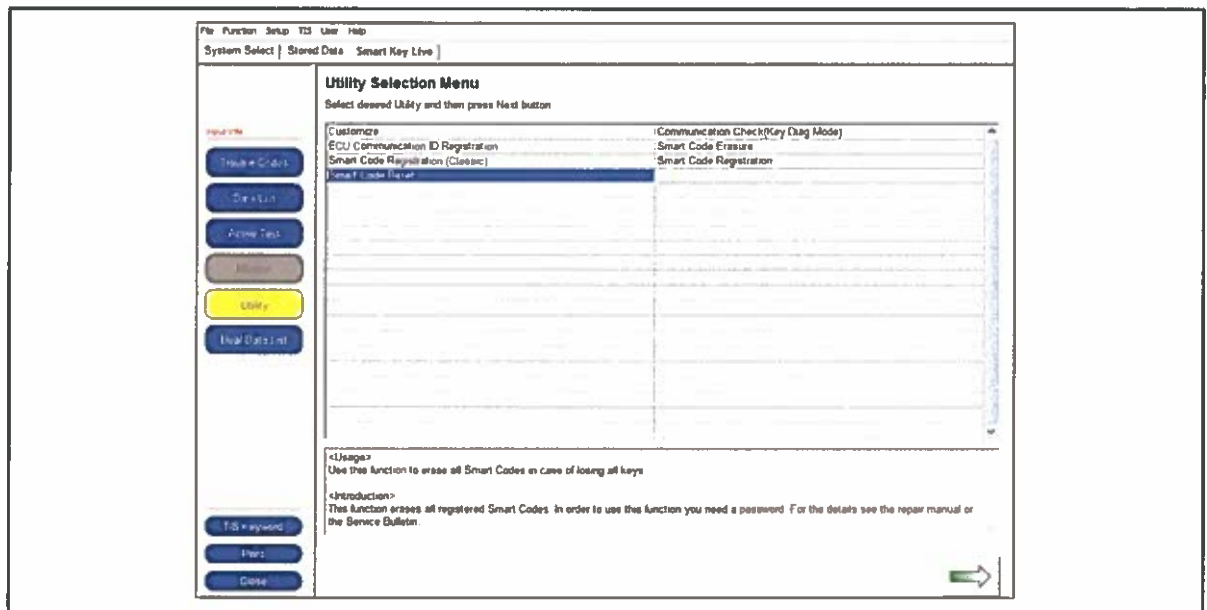 File Function Setup TIS User Help
System Select Stored Data Smart Key Live
Utility Selection Menu
Select desired Utility and then press Next button
Customize Communication Check(Key Diag Mode)
ECU Communication ID Registration Smart Code Erasure
Smart Code Registration (Classic) Smart Code Registration
Smart Code Reset
Trouble Codes
Data List
Active Test
Monitor
Utility
Dual Data List
<Usage>
Use this function to erase all Smart Codes in case of losing all keys
<Introduction>
This function erases all registered Smart Codes. In order to use this function you need a password. For the details see the repair manual or
the Service Bulletin.
TIS Keyword
Print
Close